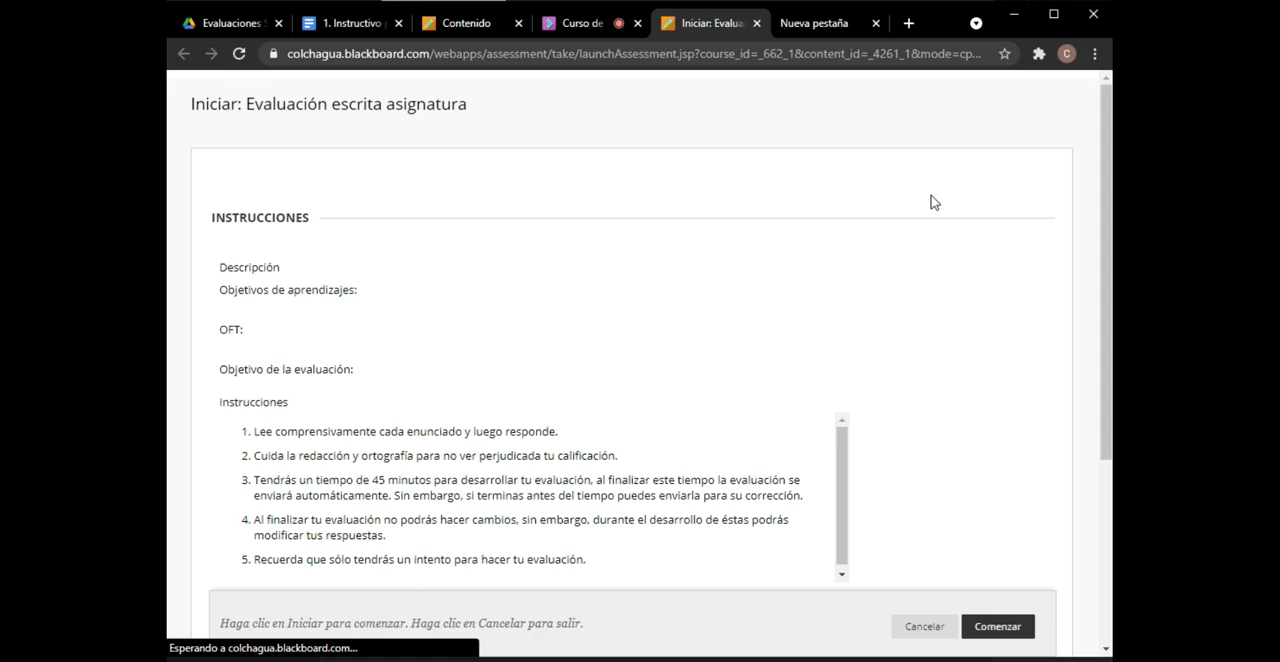 Evaluaciones S
1. Instructivo
Contenido
Curso de
Iniciar: Evalua
Nueva pestaña
colchagua.blackboard.com/webapps/assessment/take/launchAssessment.jsp?course_id=_662_1&content_id=_4261_1&mode=cp...
C
Iniciar: Evaluación escrita asignatura
INSTRUCCIONES
Descripción
Objetivos de aprendizajes:
OFT:
Objetivo de la evaluación:
Instrucciones
1. Lee comprensivamente cada enunciado y luego responde.
2. Cuida la redacción y ortografía para no ver perjudicada tu calificación.
3. Tendrás un tiempo de 45 minutos para desarrollar tu evaluación, al finalizar este tiempo la evaluación se
enviará automáticamente. Sin embargo, si terminas antes del tiempo puedes enviarla para su corrección.
4. Al finalizar tu evaluación no podrás hacer cambios, sin embargo, durante el desarrollo de éstas podrás
modificar tus respuestas.
5. Recuerda que sólo tendrás un intento para hacer tu evaluación.
Haga clic en Iniciar para comenzar. Haga clic en Cancelar para salir.
Cancelar
Comenzar
Esperando a colchagua.blackboard.com...